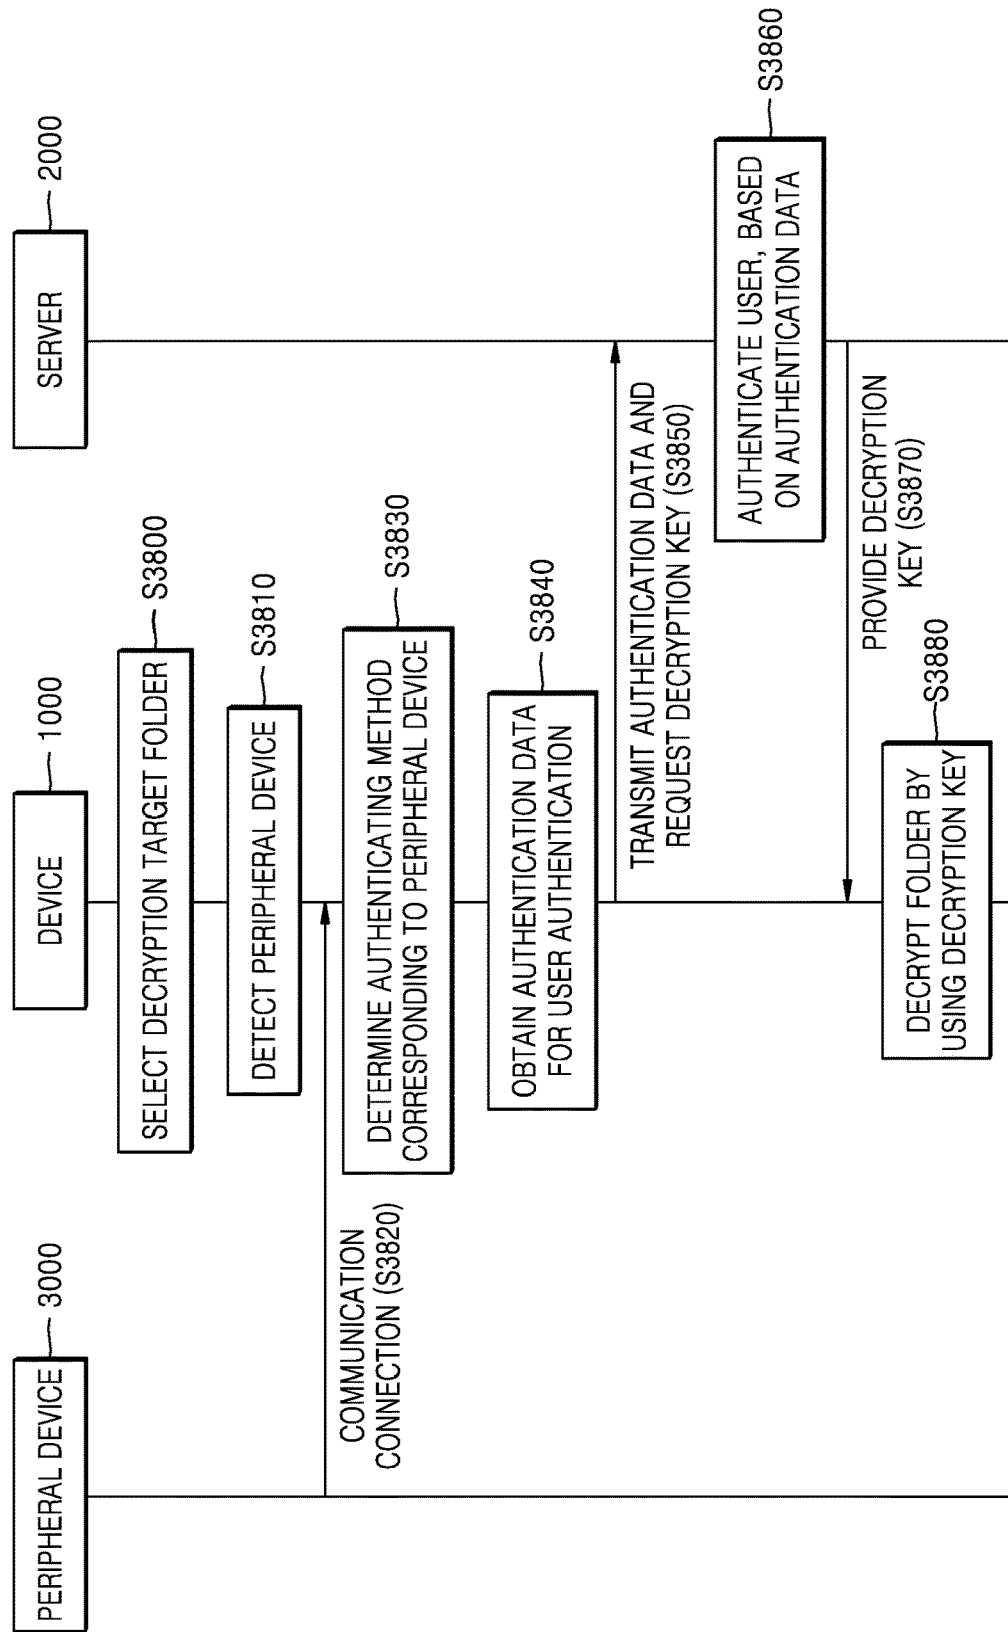 PERIPHERAL DEVICE
3000
DEVICE
1000
SERVER
2000
SELECT DECRYPTION TARGET FOLDER
S3800
DETECT PERIPHERAL DEVICE
S3810
COMMUNICATION
CONNECTION (S3820)
DETERMINE AUTHENTICATING METHOD
CORRESPONDING TO PERIPHERAL DEVICE
S3830
OBTAIN AUTHENTICATION DATA
FOR USER AUTHENTICATION
S3840
TRANSMIT AUTHENTICATION DATA AND
REQUEST DECRYPTION KEY (S3850)
AUTHENTICATE USER, BASED
ON AUTHENTICATION DATA
S3860
PROVIDE DECRYPTION
KEY (S3870)
DECRYPT FOLDER BY
USING DECRYPTION KEY
S3880